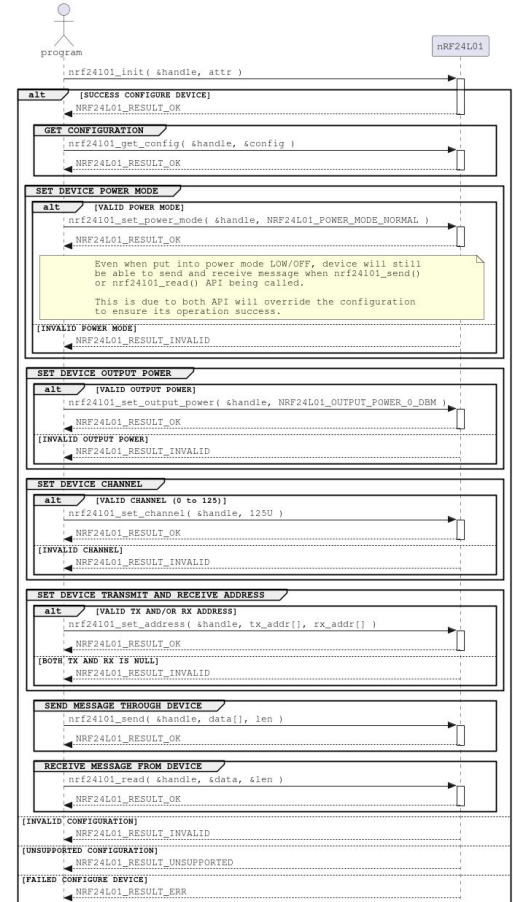 program
nRF24L01
nrf24l01_init( &handle, attr )
alt [SUCCESS CONFIGURE DEVICE]
NRF24L01_RESULT_OK
GET CONFIGURATION
nrf24l01_get_config( &handle, &config )
NRF24L01_RESULT_OK
SET DEVICE POWER MODE
alt [VALID POWER MODE]
nrf24l01_set_power_mode( &handle, NRF24L01_POWER_MODE_NORMAL )
NRF24L01_RESULT_OK
Even when put into power mode LOW/OFF, device will still
be able to send and receive message when nrf24l01_send()
or nrf24l01_read() API being called.
This is due to both API will override the configuration
to ensure its operation success.
[INVALID POWER MODE]
NRF24L01_RESULT_INVALID
SET DEVICE OUTPUT POWER
alt [VALID OUTPUT POWER]
nrf24l01_set_output_power( &handle, NRF24L01_OUTPUT_POWER_0_DBM )
NRF24L01_RESULT_OK
[INVALID OUTPUT POWER]
NRF24L01_RESULT_INVALID
SET DEVICE CHANNEL
alt [VALID CHANNEL (0 to 125)]
nrf24l01_set_channel( &handle, 125U )
NRF24L01_RESULT_OK
[INVALID CHANNEL]
NRF24L01_RESULT_INVALID
SET DEVICE TRANSMIT AND RECEIVE ADDRESS
alt [VALID TX AND/OR RX ADDRESS]
nrf24l01_set_address( &handle, tx_addr[], rx_addr[] )
NRF24L01_RESULT_OK
[BOTH TX AND RX IS NULL]
NRF24L01_RESULT_INVALID
SEND MESSAGE THROUGH DEVICE
nrf24l01_send( &handle, data[], len )
NRF24L01_RESULT_OK
RECEIVE MESSAGE FROM DEVICE
nrf24l01_read( &handle, &data, &len )
NRF24L01_RESULT_OK
[INVALID CONFIGURATION]
NRF24L01_RESULT_INVALID
[UNSUPPORTED CONFIGURATION]
NRF24L01_RESULT_UNSUPPORTED
[FAILED CONFIGURE DEVICE]
NRF24L01_RESULT_ERR